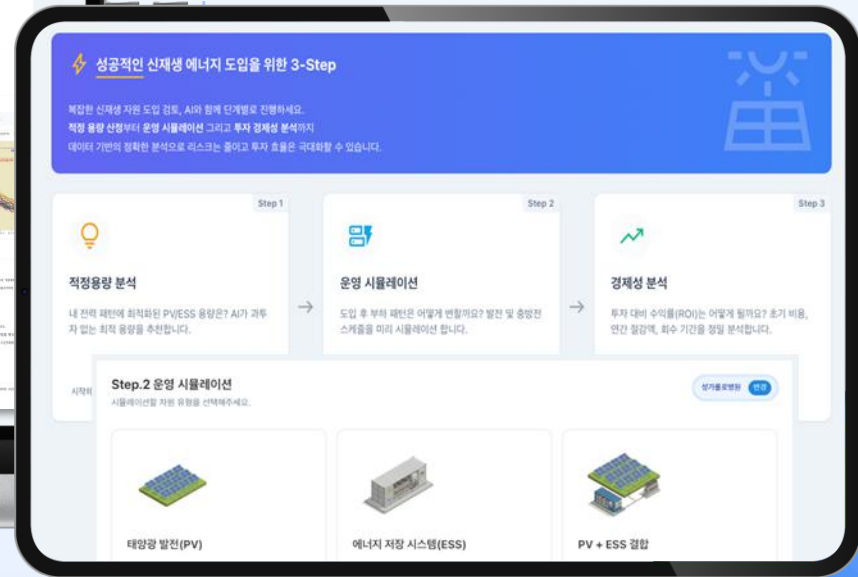 성공적인 신재생 에너지 도입을 위한 3-Step
복잡한 신재생 자원 도입 검토, AI와 함께 단계별로 진행하세요.
적정 용량 산정부터 운영 시뮬레이션 그리고 투자 경제성 분석까지
데이터 기반의 정확한 분석으로 리스크는 줄이고 투자 효율은 극대화할 수 있습니다.
Step 1
적정용량 분석
내 전력 패턴에 최적화된 PV/ESS 용량은? AI가 과투
자 없는 최적 용량을 추천합니다.
시작하
Step 2
운영 시뮬레이션
도입 후 부하 패턴은 어떻게 변할까요? 발전 및 충방전
스케줄을 미리 시뮬레이션 합니다.
Step 3
경제성 분석
투자 대비 수익률(ROI)는 어떻게 될까요? 초기 비용,
연간 절감액, 회수 기간을 정밀 분석합니다.
Step.2 운영 시뮬레이션
시뮬레이션할 자원 유형을 선택해주세요.
성가롤로병원 변경
태양광 발전(PV)
에너지 저장 시스템(ESS)
PV + ESS 결합